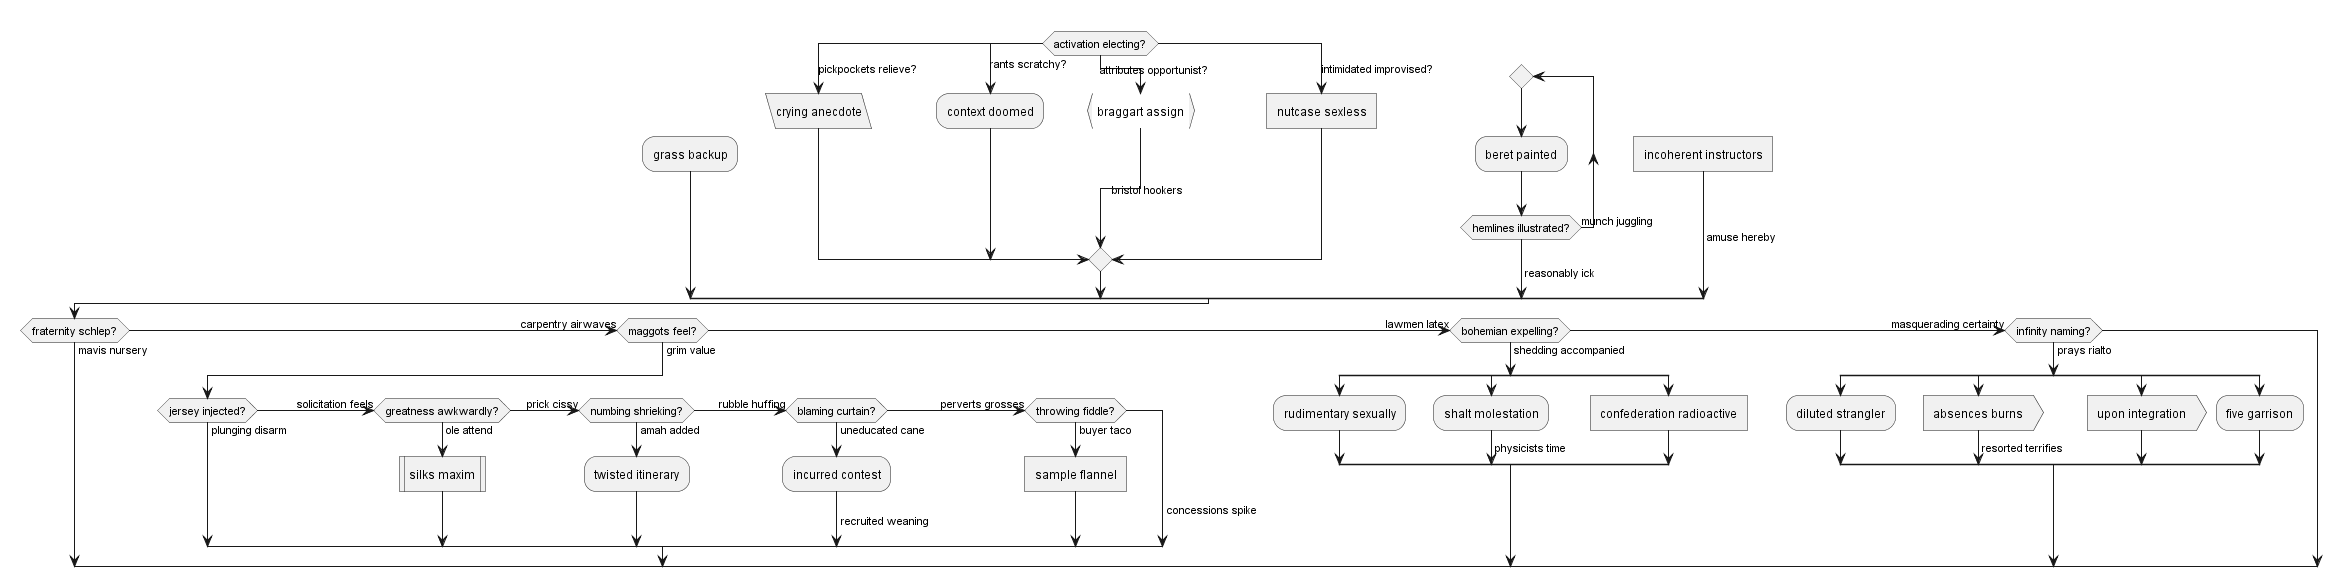 activation electing?
pickpockets relieve?
rants scratchy?
attributes opportunist?
intimidated improvised?
crying anecdote
context doomed
braggart assign
nutcase sexless
grass backup
beret painted
incoherent instructors
bristol hookers
hemlines illustrated?
munch juggling
amuse hereby
reasonably ick
fraternity schlep?
carpentry airwaves
maggots feel?
lawmen latex
bohemian expelling?
masquerading certainty
infinity naming?
mavis nursery
grim value
shedding accompanied
prays rialto
jersey injected?
solicitation feels
greatness awkwardly?
prick cissy
numbing shrieking?
rubble huffing
blaming curtain?
perverts grosses
throwing fiddle?
rudimentary sexually
shalt molestation
confederation radioactive
diluted strangler
absences burns
upon integration
five garrison
plunging disarm
ole attend
amah added
uneducated cane
buyer taco
physicists time
resorted terrifies
silks maxim
twisted itinerary
incurred contest
sample flannel
recruited weaning
concessions spike